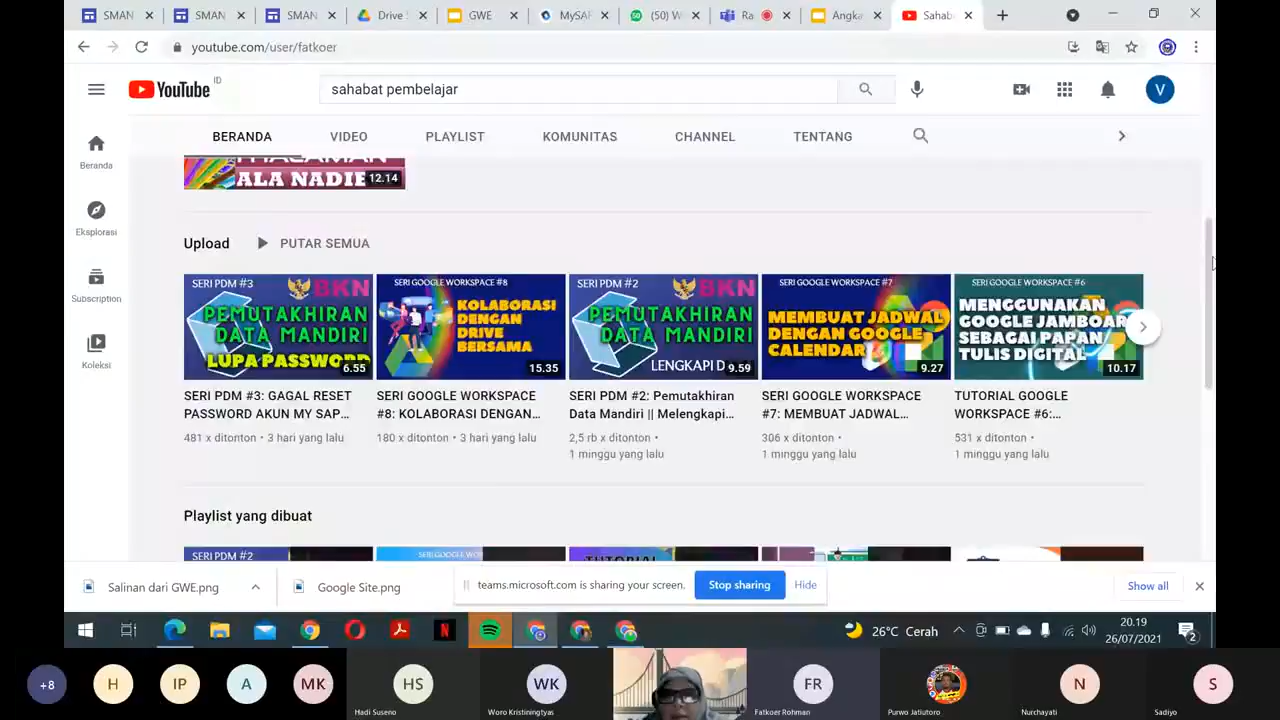 SMAN
SMAN
SMAN
Drive
GWE
MySAP
(50) W
Ra
Angka
Sahab
youtube.com/user/fatkoer
YouTube ID
sahabat pembelajar
V
BERANDA
VIDEO
PLAYLIST
KOMUNITAS
CHANNEL
TENTANG
Beranda
Eksplorasi
Subscription
Koleksi
ALA NADIE
12.14
Upload
PUTAR SEMUA
SERI PDM #3
BKN
PEMUTAKHIRAN
DATA MANDIRI
LUPA PASSWORD
6.55
SERI GOOGLE WORKSPACE #8
KOLABORASI
DENGAN
DRIVE
BERSAMA
15.35
SERI PDM #2
BKN
PEMUTAKHIRAN
DATA MANDIRI
LENGKAPI D
9.59
SERI GOOGLE WORKSPACE #7
MEMBUAT JADWAL
DENGAN GOOGLE
CALENDAR
9.27
SERI GOOGLE WORKSPACE #6
MENGGUNAKAN
GOOGLE JAMBOAR
SEBAGAI PAPAN
TULIS DIGITAL
10.17
SERI PDM #3: GAGAL RESET
PASSWORD AKUN MY SAP...
481 x ditonton • 3 hari yang lalu
SERI GOOGLE WORKSPACE
#8: KOLABORASI DENGAN...
180 x ditonton • 3 hari yang lalu
SERI PDM #2: Pemutakhiran
Data Mandiri || Melengkapi...
2,5 rb x ditonton •
1 minggu yang lalu
SERI GOOGLE WORKSPACE
#7: MEMBUAT JADWAL...
306 x ditonton •
1 minggu yang lalu
TUTORIAL GOOGLE
WORKSPACE #6:...
531 x ditonton •
1 minggu yang lalu
Playlist yang dibuat
SERI PDM #2
SERI GOOGLE WO
TUTORIAL
Salinan dari GWE.png
Google Site.png
teams.microsoft.com is sharing your screen.
Stop sharing
Hide
Show all
26°C Cerah
20.19
26/07/2021
2
+8
H
IP
A
MK
HS
Hadi Suseno
WK
Woro Kristiningtyas
FR
Fatkoer Rohman
Purwo Jatiutoro
N
Nurchayati
S
Sadiyo